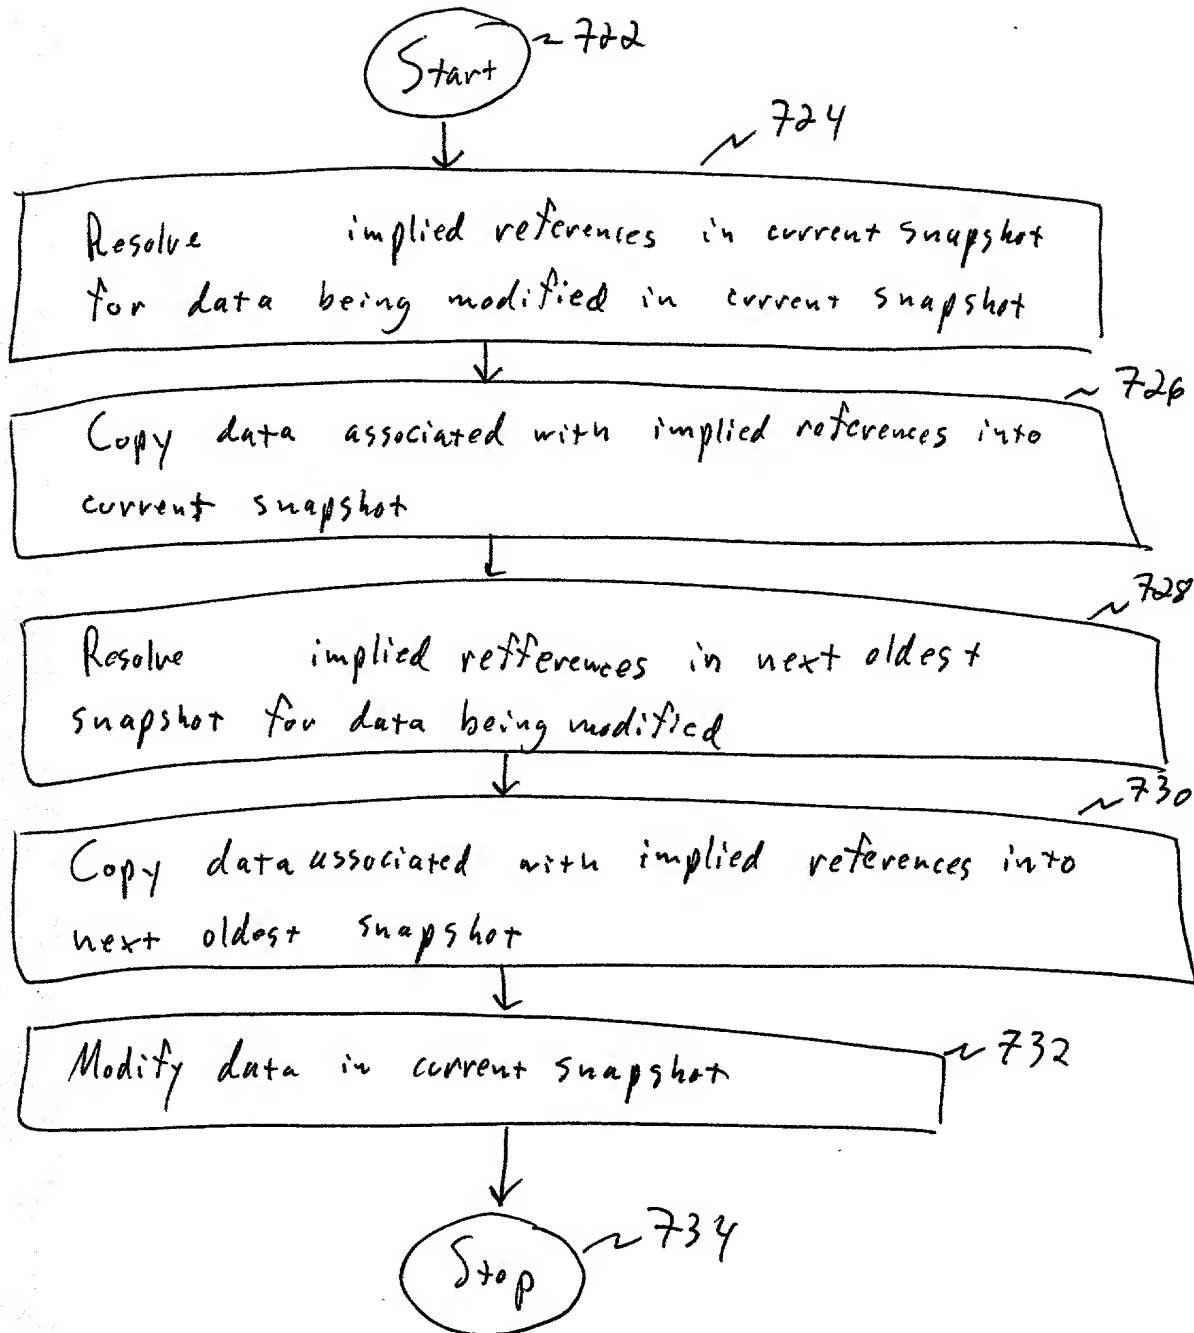 Start 722
724
Resolve implied references in current snapshot
for data being modified in current snapshot
726
Copy data associated with implied references into
current snapshot
728
Resolve implied refferences in next oldest
snapshot for data being modified
730
Copy data associated with implied references into
next oldest snapshot
Modify data in current snapshot 732
Stop 734